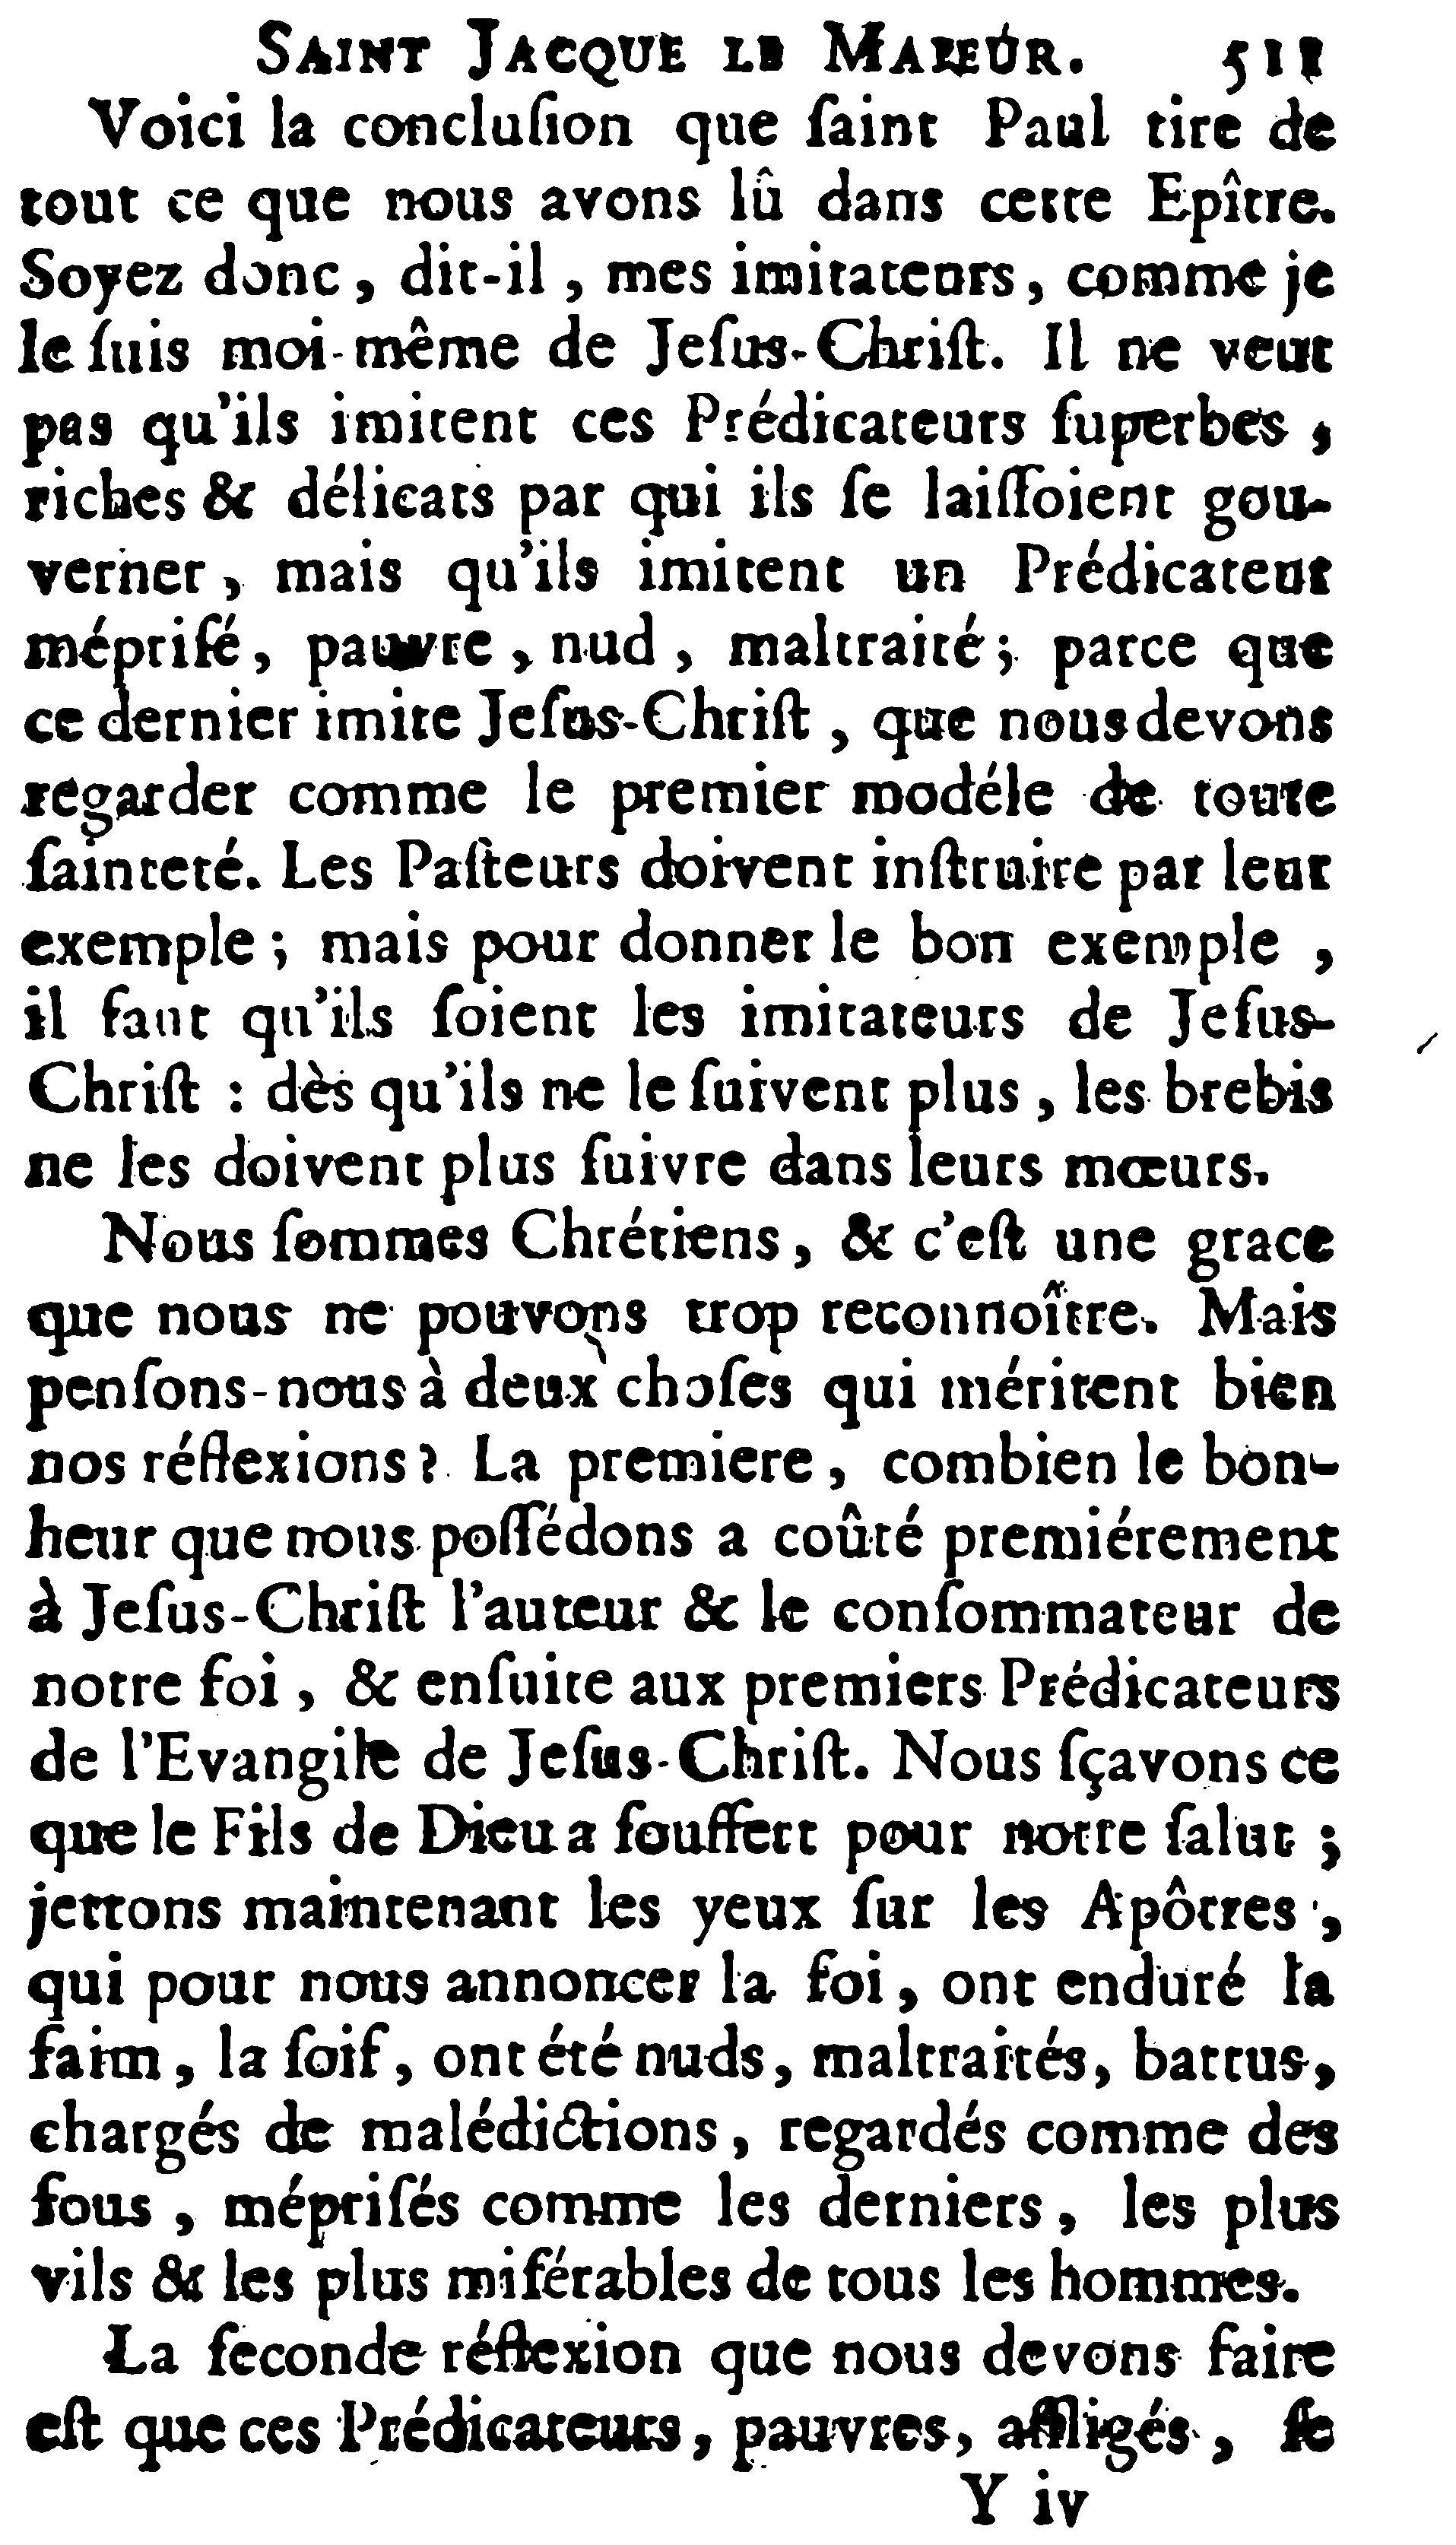 SAINT JACQUE LE MAJEUR. 511
Voici la concluſion que ſaint Paul tire de
tout ce que nous avons lû dans cette Epître.
Soyez donc, dit-il, mes imitateurs, comme je
le ſuis moi-même de Jeſus-Chriſt. Il ne veut
pas qu'ils imitent ces Prédicateurs ſuperbes,
riches & délicats par qui ils ſe laiſſoient gou-
verner, mais qu'ils imitent un Prédicateur
mépriſé, pauvre, nud, maltraité; parce que
ce dernier imite Jeſus-Chriſt, que nous devons
regarder comme le premier modéle de toute
ſainteté. Les Paſteurs doivent inſtruire par leur
exemple; mais pour donner le bon exemple,
il faut qu'ils ſoient les imitateurs de Jeſus-
Chriſt : dès qu'ils ne le ſuivent plus, les brebis
ne les doivent plus ſuivre dans leurs mœurs.
Nous ſommes Chrétiens, & c'eſt une grace
que nous ne pouvons trop reconnoître. Mais
penſons-nous à deux choſes qui méritent bien
nos réflexions? La premiere, combien le bon-
heur que nous poſſédons a coûté premiérement
à Jeſus-Chriſt l'auteur & le conſommateur de
notre foi, & enſuite aux premiers Prédicateurs
de l'Evangile de Jeſus-Chriſt. Nous ſçavons ce
que le Fils de Dieu a ſouffert pour notre ſalut;
jettons maintenant les yeux ſur les Apôtres,
qui pour nous annoncer la foi, ont enduré la
faim, la ſoif, ont été nuds, maltraités, battus,
chargés de malédictions, regardés comme des
fous, mépriſés comme les derniers, les plus
vils & les plus miſérables de tous les hommes.
La ſeconde réflexion que nous devons faire
eſt que ces Prédicateurs, pauvres, affligés, ſe
Y iv